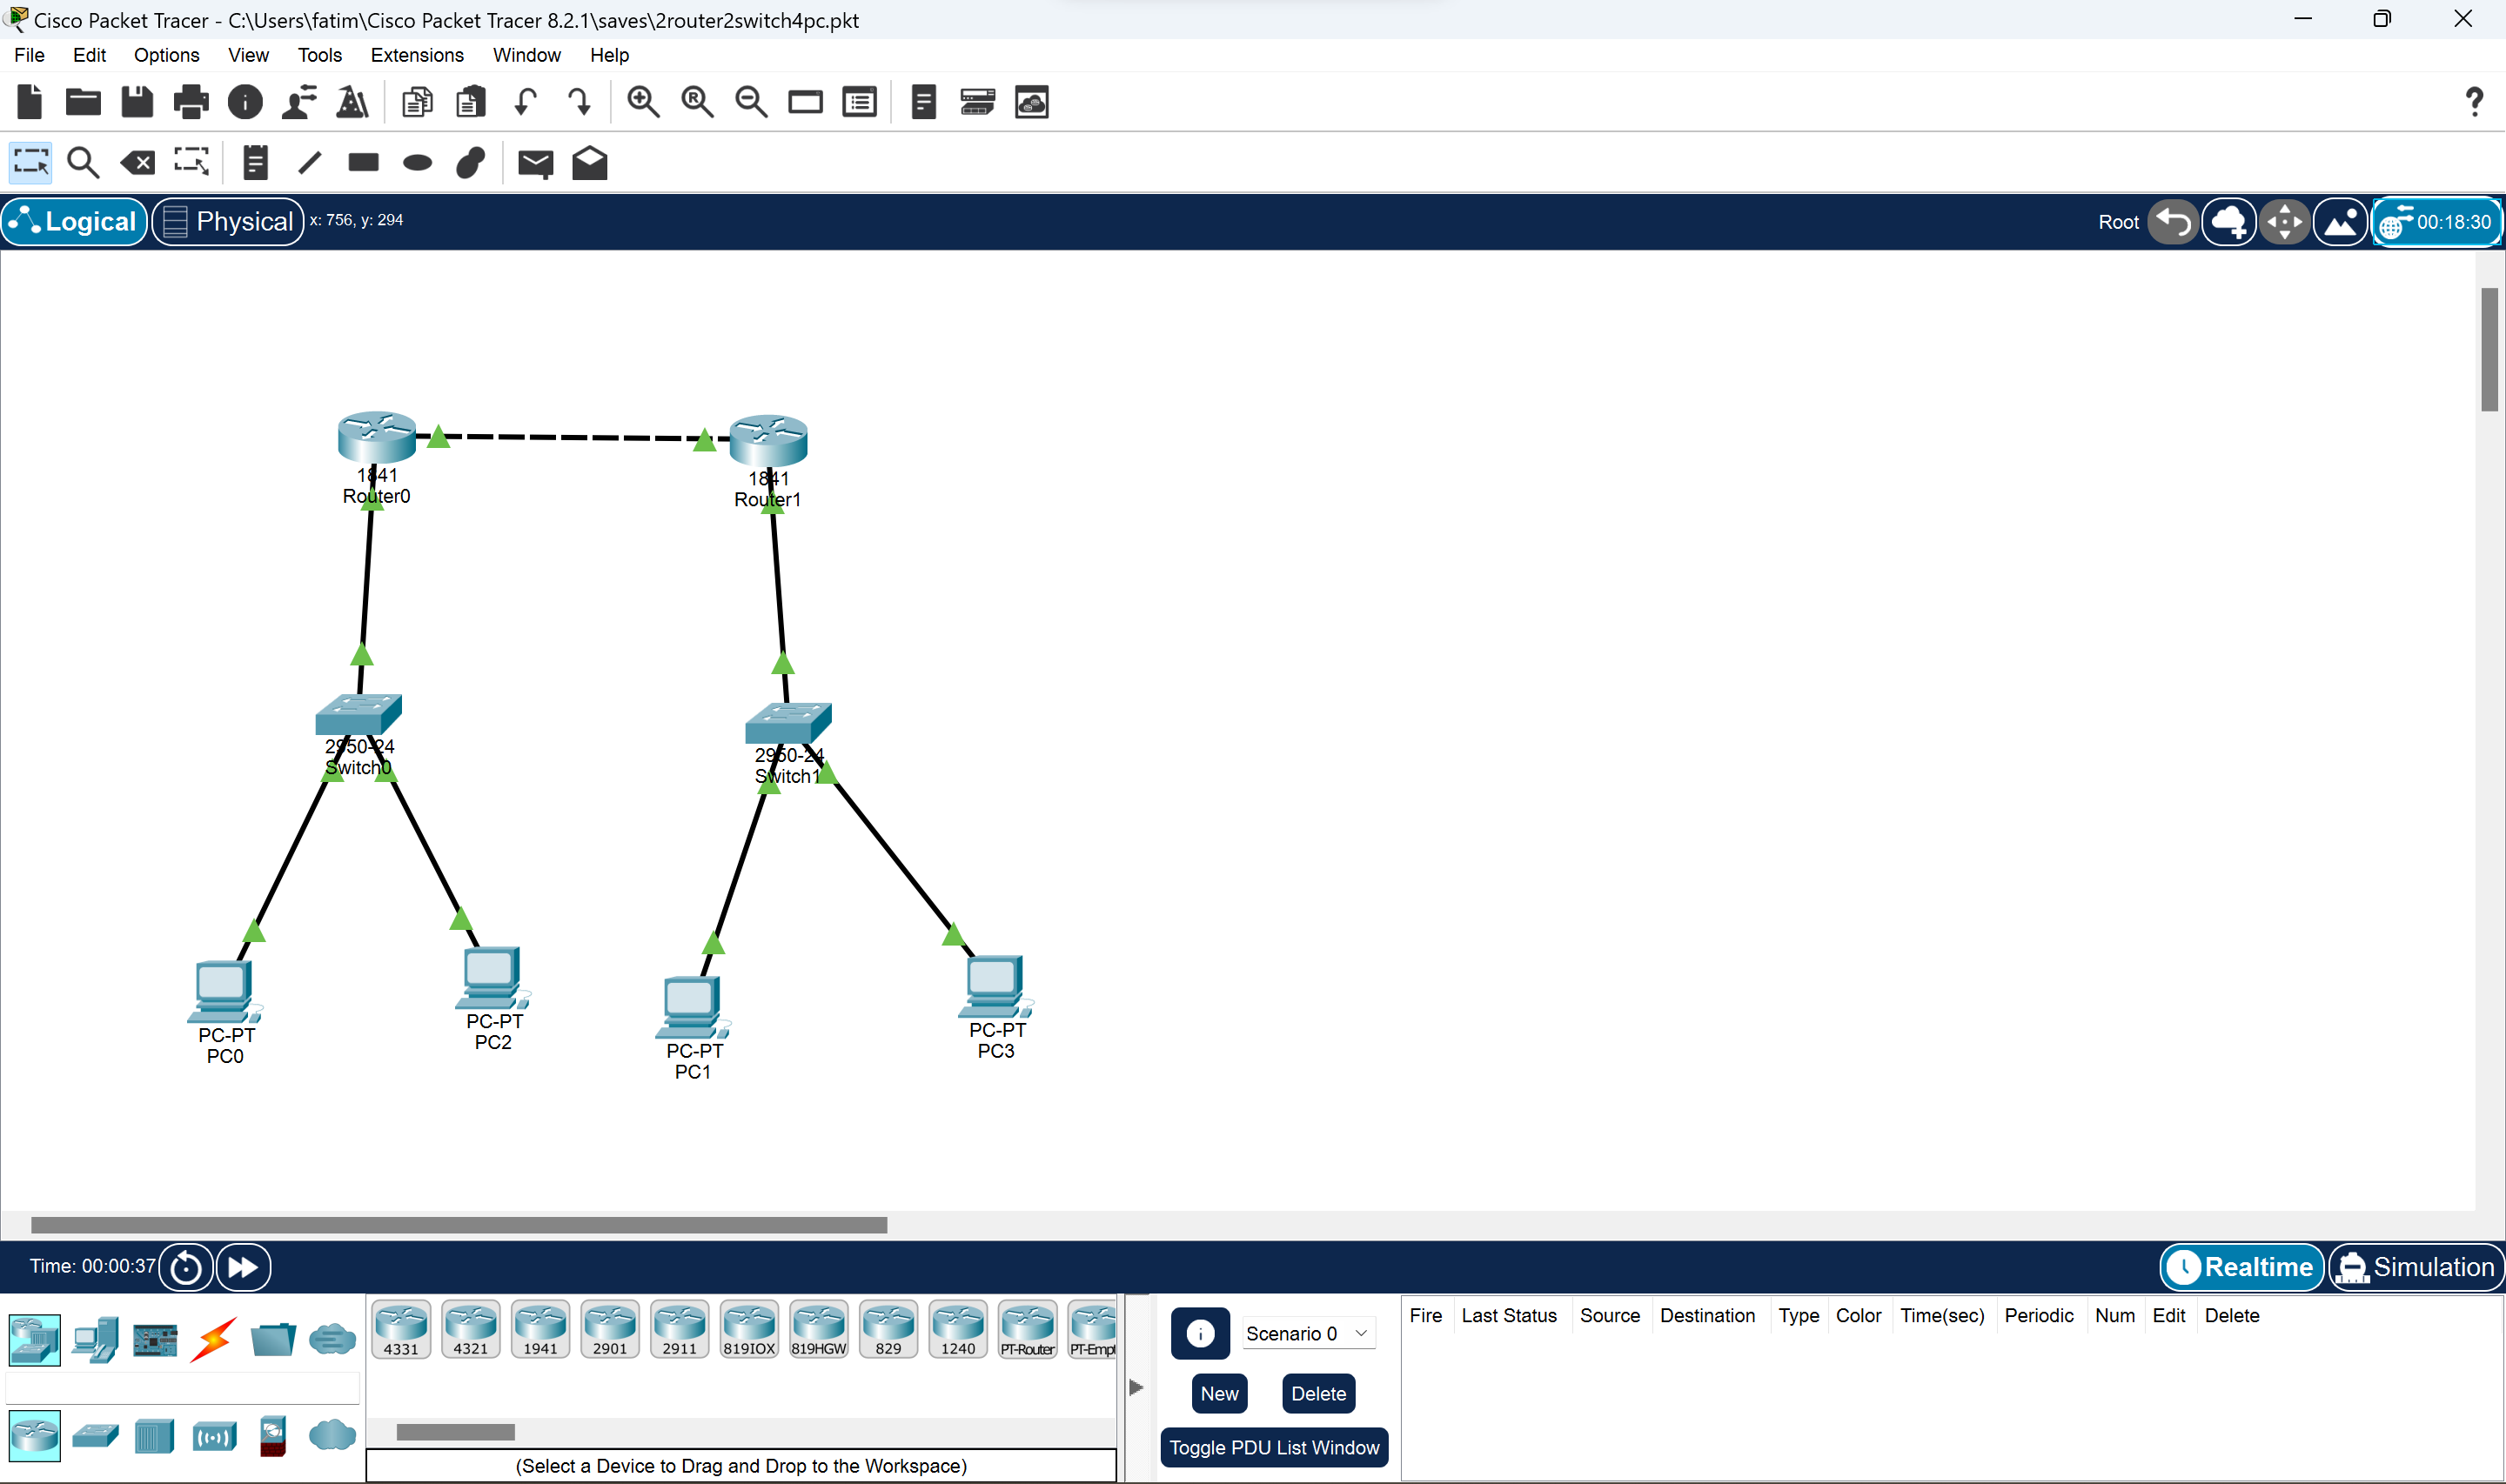 Cisco Packet Tracer - C:\Users\fatim\Cisco Packet Tracer 8.2.1\saves\2router2switch4pc.pkt
File Edit Options View Tools Extensions Window Help
Logical Physical x: 756, y: 294 Root 00:18:30
1841
Router0
1841
Router1
2950-24
Switch0
2950-24
Switch1
PC-PT
PC0
PC-PT
PC2
PC-PT
PC1
PC-PT
PC3
Time: 00:00:37 Realtime Simulation
4331 4321 1941 2901 2911 819IOX 819HGW 829 1240 PT-Router PT-Empt
(Select a Device to Drag and Drop to the Workspace)
Scenario 0
New Delete
Toggle PDU List Window
Fire Last Status Source Destination Type Color Time(sec) Periodic Num Edit Delete